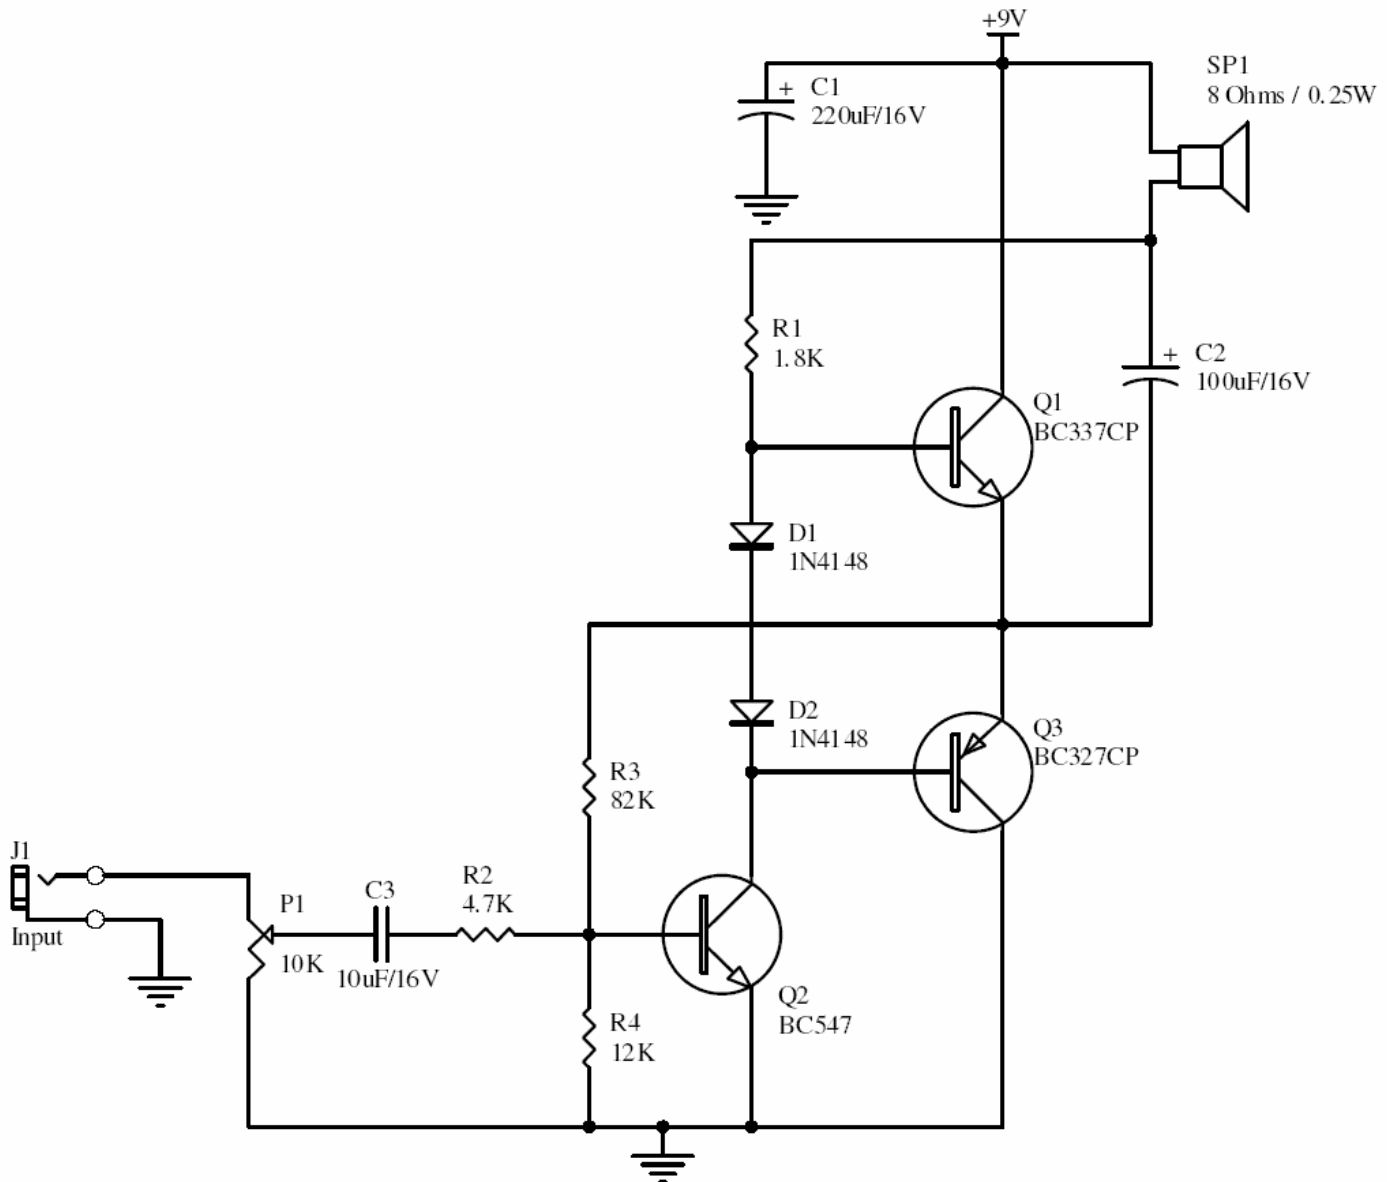 +9V
SP1
8 Ohms / 0.25W
C1
220uF/16V
+
R1
1.8K
+
C2
100uF/16V
Q1
BC337CP
D1
1N4148
D2
1N4148
Q3
BC327CP
R3
82K
J1
Input
P1
10K
C3
10uF/16V
R2
4.7K
Q2
BC547
R4
12K